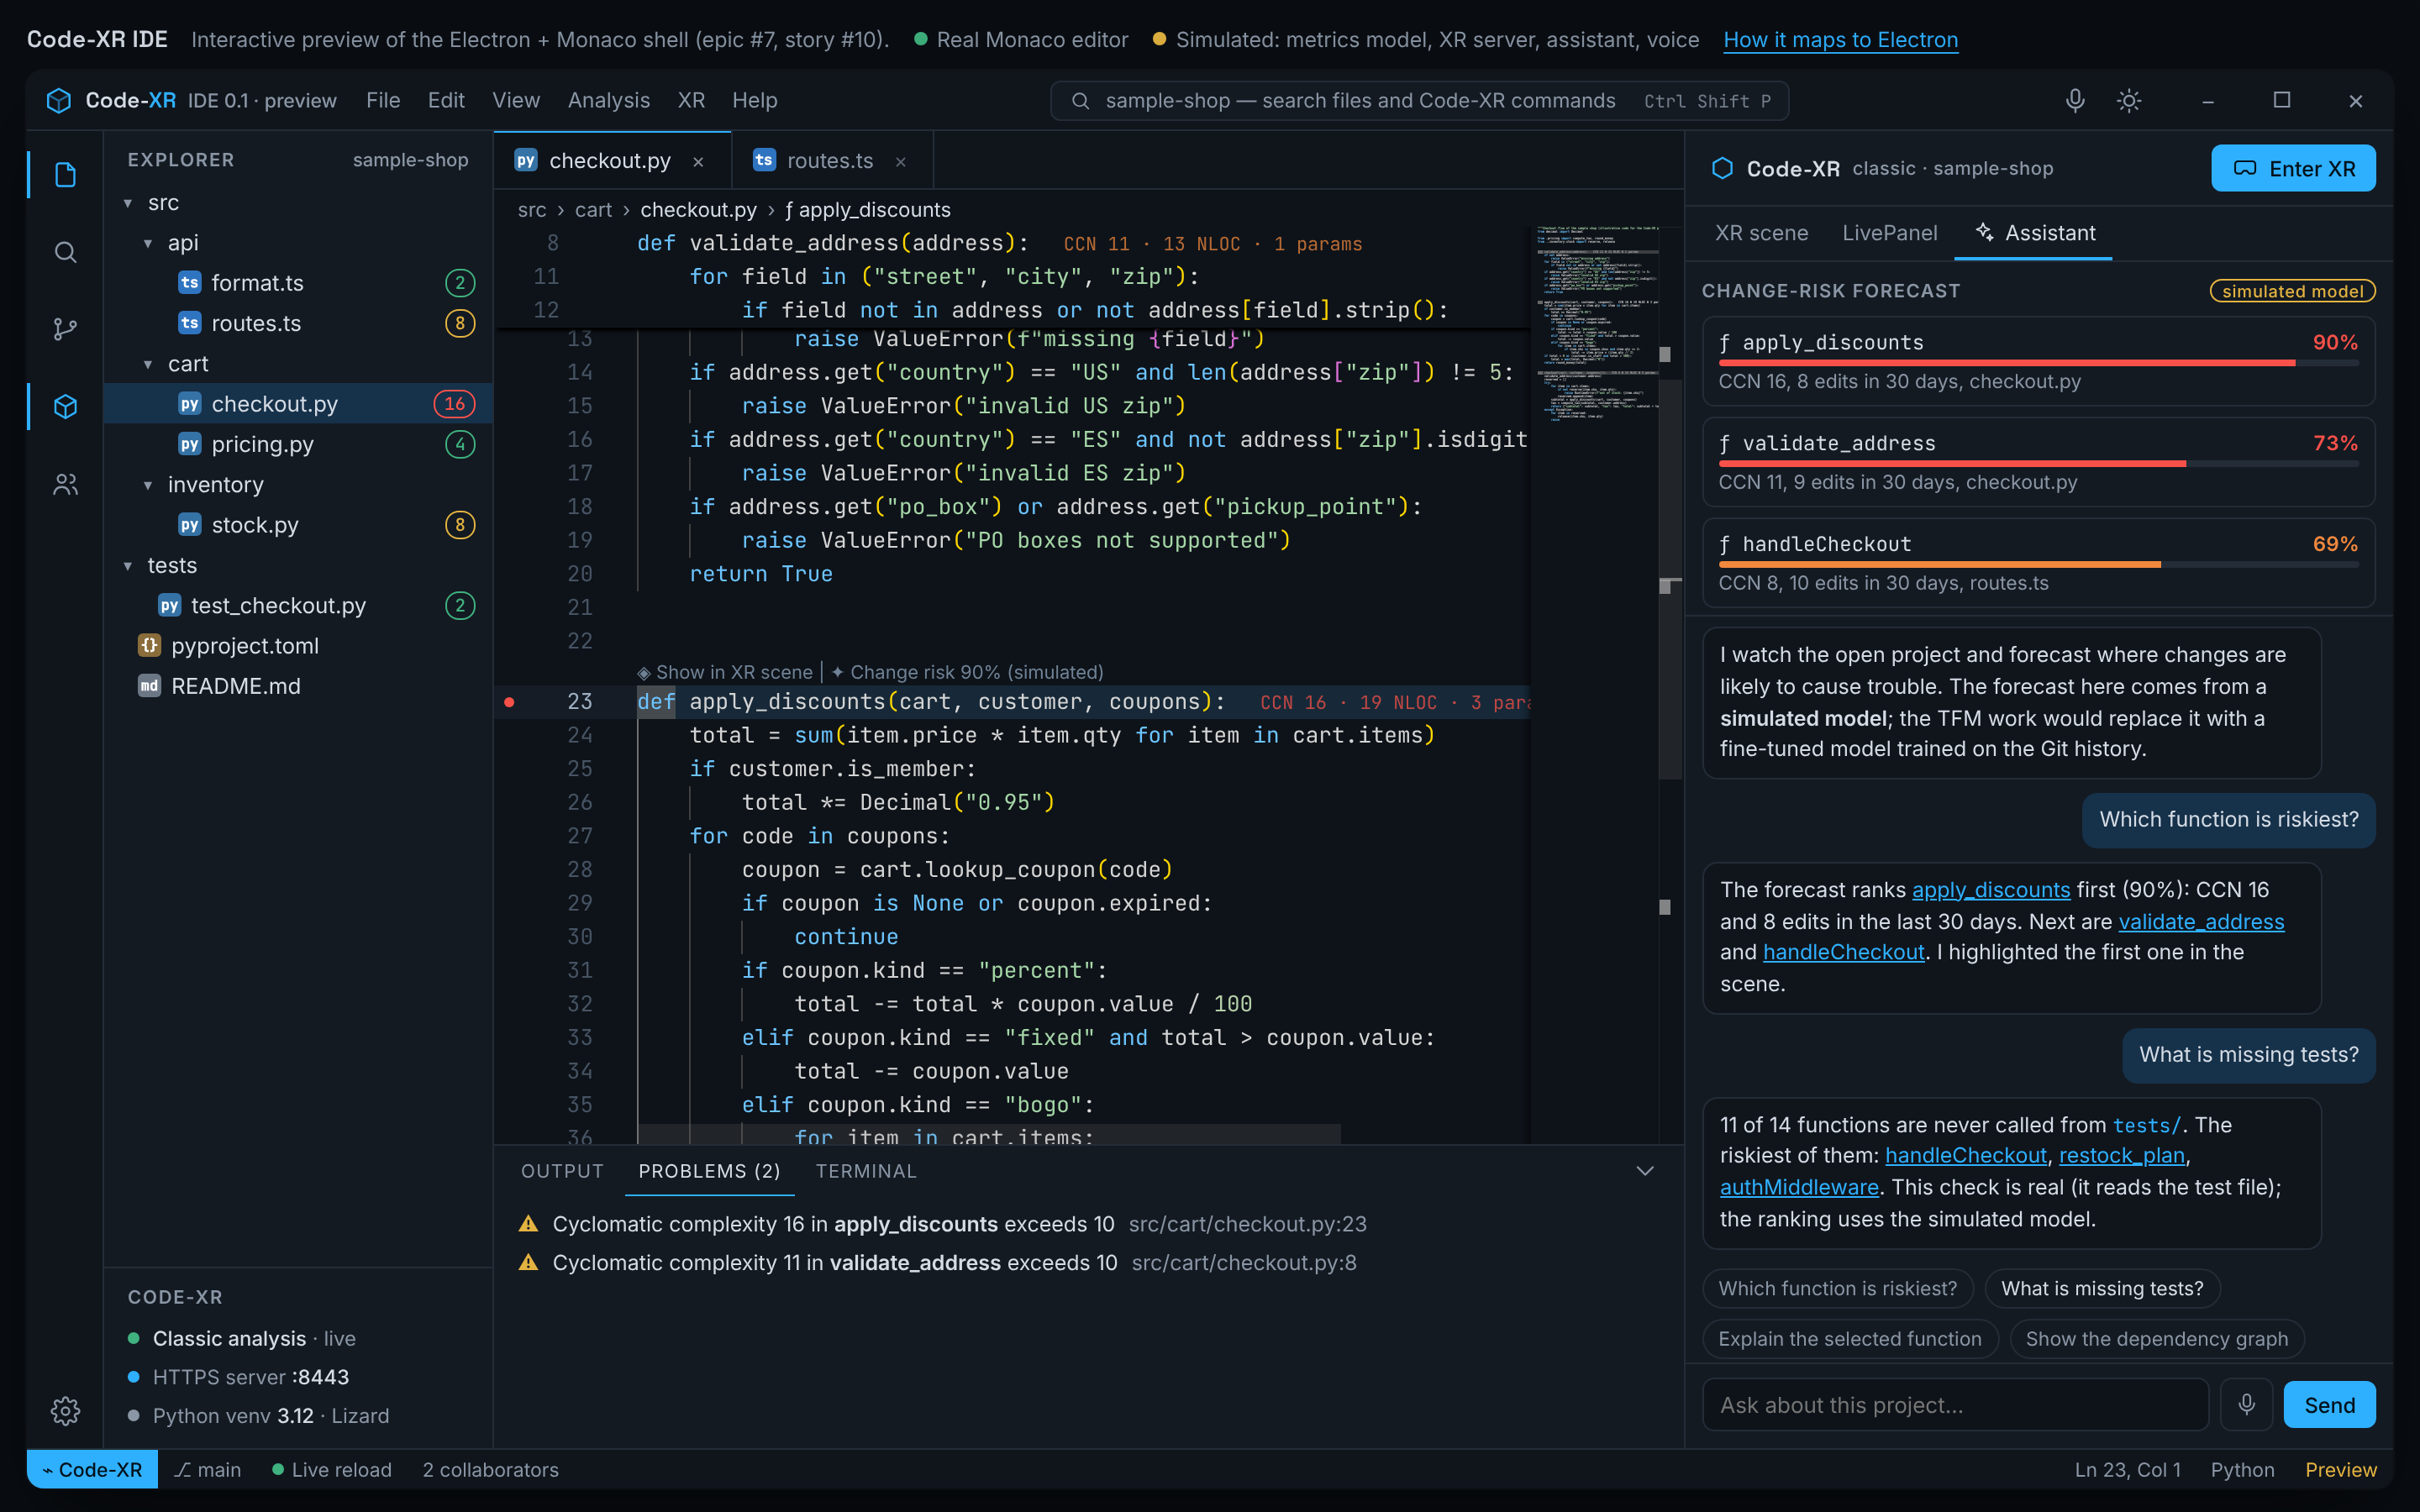 Code-XR IDE Interactive preview of the Electron + Monaco shell (epic #7, story #10). Real Monaco editor Simulated: metrics model, XR server, assistant, voice How it maps to Electron
Code-XR IDE 0.1 · preview File Edit View Analysis XR Help sample-shop — search files and Code-XR commands Ctrl Shift P
EXPLORER sample-shop
src
api
ts format.ts 2
ts routes.ts 8
cart
py checkout.py 16
py pricing.py 4
inventory
py stock.py 8
tests
py test_checkout.py 2
{} pyproject.toml
md README.md
CODE-XR
Classic analysis · live
HTTPS server :8443
Python venv 3.12 · Lizard
py checkout.py × ts routes.ts ×
src › cart › checkout.py › ƒ apply_discounts
8 def validate_address(address): CCN 11 · 13 NLOC · 1 params
11 for field in ("street", "city", "zip"):
12 if field not in address or not address[field].strip():
13 raise ValueError(f"missing {field}")
14 if address.get("country") == "US" and len(address["zip"]) != 5:
15 raise ValueError("invalid US zip")
16 if address.get("country") == "ES" and not address["zip"].isdigit
17 raise ValueError("invalid ES zip")
18 if address.get("po_box") or address.get("pickup_point"):
19 raise ValueError("PO boxes not supported")
20 return True
21
22
◈ Show in XR scene | ✦ Change risk 90% (simulated)
23 def apply_discounts(cart, customer, coupons): CCN 16 · 19 NLOC · 3 para
24 total = sum(item.price * item.qty for item in cart.items)
25 if customer.is_member:
26 total *= Decimal("0.95")
27 for code in coupons:
28 coupon = cart.lookup_coupon(code)
29 if coupon is None or coupon.expired:
30 continue
31 if coupon.kind == "percent":
32 total -= total * coupon.value / 100
33 elif coupon.kind == "fixed" and total > coupon.value:
34 total -= coupon.value
35 elif coupon.kind == "bogo":
36 for item in cart.items:
OUTPUT PROBLEMS (2) TERMINAL
Cyclomatic complexity 16 in apply_discounts exceeds 10 src/cart/checkout.py:23
Cyclomatic complexity 11 in validate_address exceeds 10 src/cart/checkout.py:8
Code-XR classic · sample-shop Enter XR
XR scene LivePanel Assistant
CHANGE-RISK FORECAST simulated model
ƒ apply_discounts 90%
CCN 16, 8 edits in 30 days, checkout.py
ƒ validate_address 73%
CCN 11, 9 edits in 30 days, checkout.py
ƒ handleCheckout 69%
CCN 8, 10 edits in 30 days, routes.ts
I watch the open project and forecast where changes are
likely to cause trouble. The forecast here comes from a
simulated model; the TFM work would replace it with a
fine-tuned model trained on the Git history.
Which function is riskiest?
The forecast ranks apply_discounts first (90%): CCN 16
and 8 edits in the last 30 days. Next are validate_address
and handleCheckout. I highlighted the first one in the
scene.
What is missing tests?
11 of 14 functions are never called from tests/. The
riskiest of them: handleCheckout, restock_plan,
authMiddleware. This check is real (it reads the test file);
the ranking uses the simulated model.
Which function is riskiest? What is missing tests?
Explain the selected function Show the dependency graph
Ask about this project... Send
Code-XR main Live reload 2 collaborators Ln 23, Col 1 Python Preview